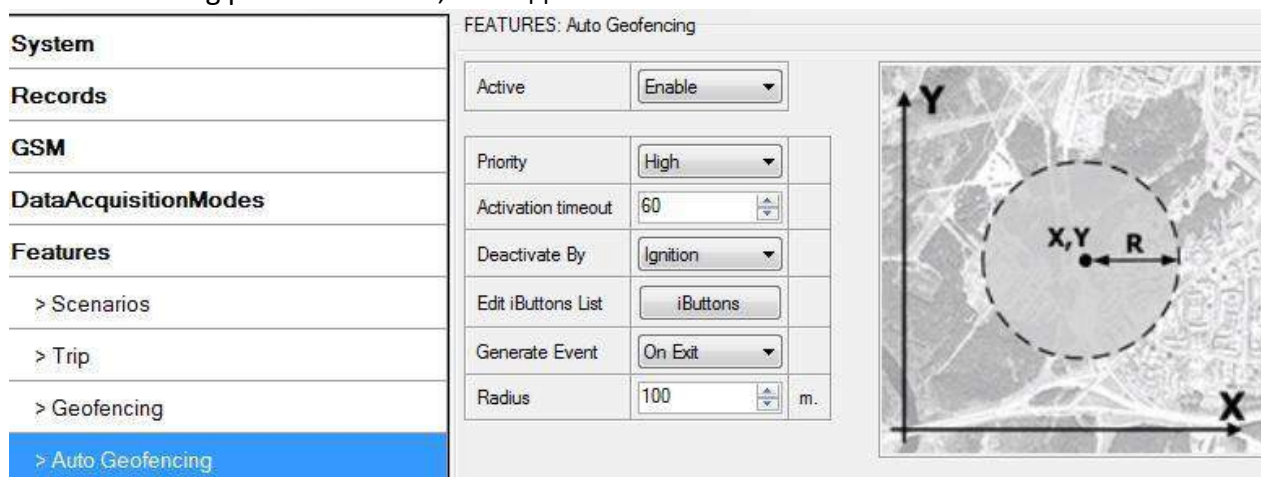 System
Records
GSM
DataAcquisitionModes
Features
> Scenarios
> Trip
> Geofencing
> Auto Geofencing
FEATURES: Auto Geofencing
Active Enable
Priority High
Activation timeout 60
Deactivate By Ignition
Edit iButtons List iButtons
Generate Event On Exit
Radius 100 m.
Y
X,Y R
X